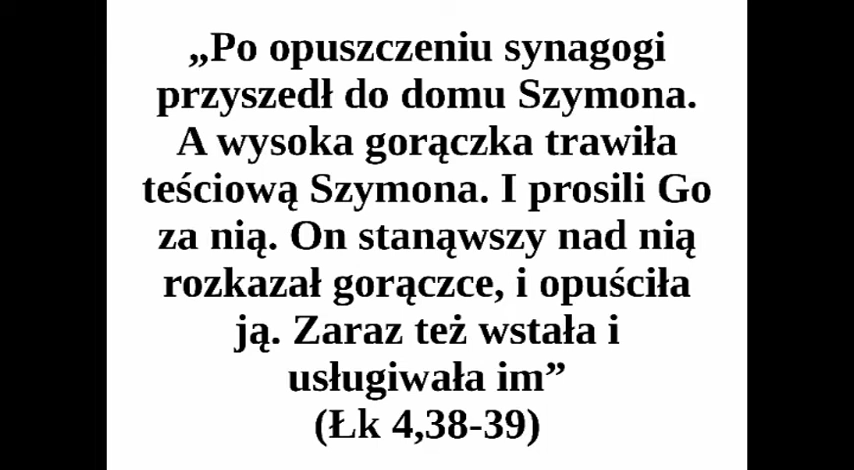 „Po opuszczeniu synagogi
przyszedł do domu Szymona.
A wysoka gorączka trawiła
teściową Szymona. I prosili Go
za nią. On stanąwszy nad nią
rozkazał gorączce, i opuściła
ją. Zaraz też wstała i
usługiwała im”
(Łk 4,38-39)